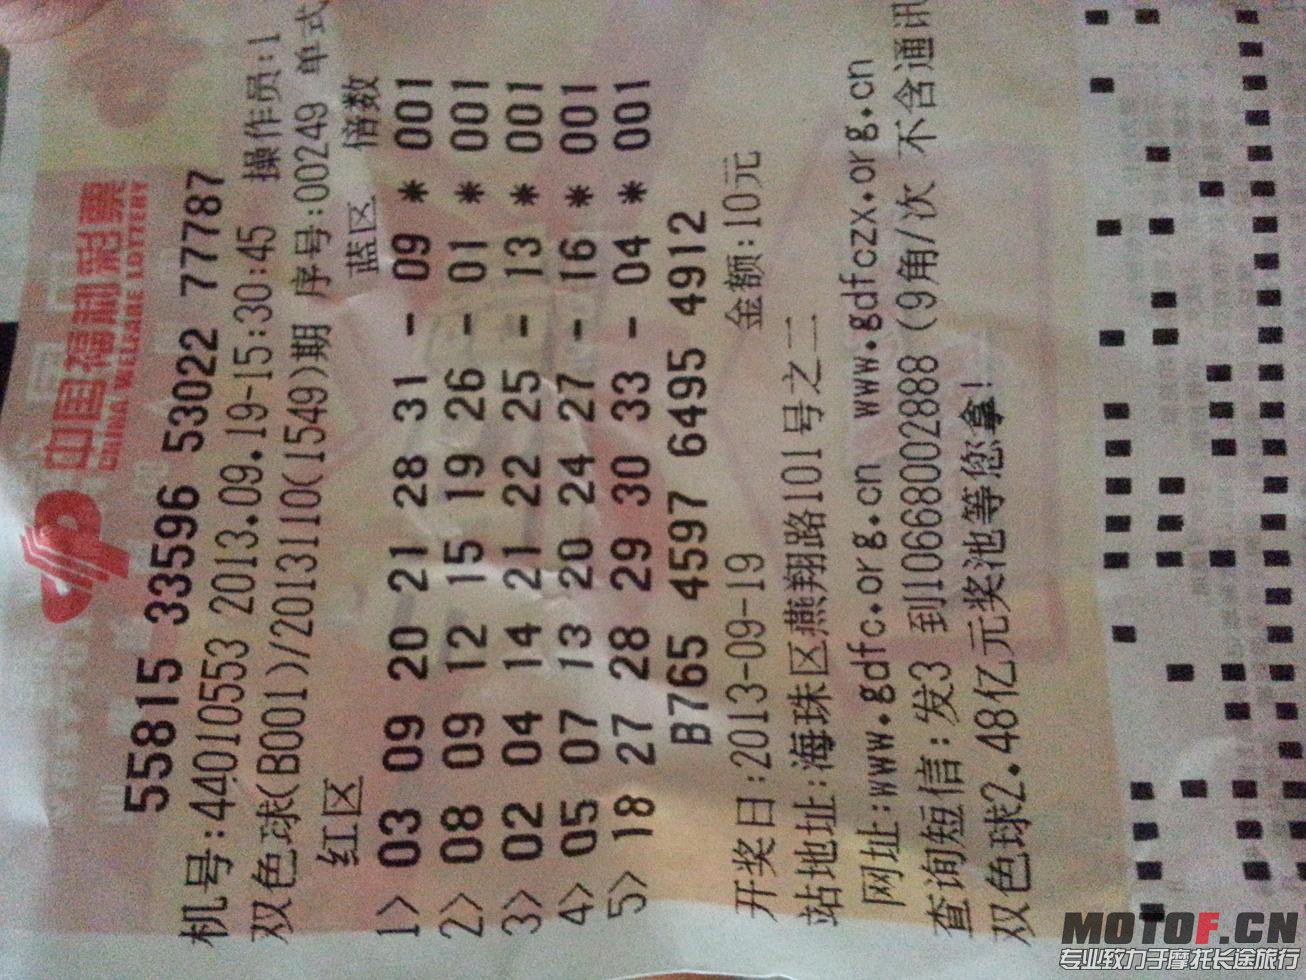 中国福利彩票
CHINA WELFARE LOTTERY
55815 33596 53022 77787
机号:44010553 2013.09.19-15:30:45 操作员:1
双色球(B001)/2013110(1549)期 序号:00249 单式
红区 蓝区 倍数
1> 03 09 20 21 28 31 - 09 * 001
2> 08 09 12 15 19 26 - 01 * 001
3> 02 04 14 21 22 25 - 13 * 001
4> 05 07 13 20 24 27 - 16 * 001
5> 18 27 28 29 30 33 - 04 * 001
B765 4597 6495 4912
开奖日:2013-09-19 金额:10元
站地址:海珠区燕翔路101号之二
网址:www.gdfc.org.cn www.gdfczx.org.cn
查询短信:发3 到1066800288​8 (9角/次 不含通讯
双色球2.48亿元奖池等您拿!
MOTOF.CN
专业致力于摩托长途旅行